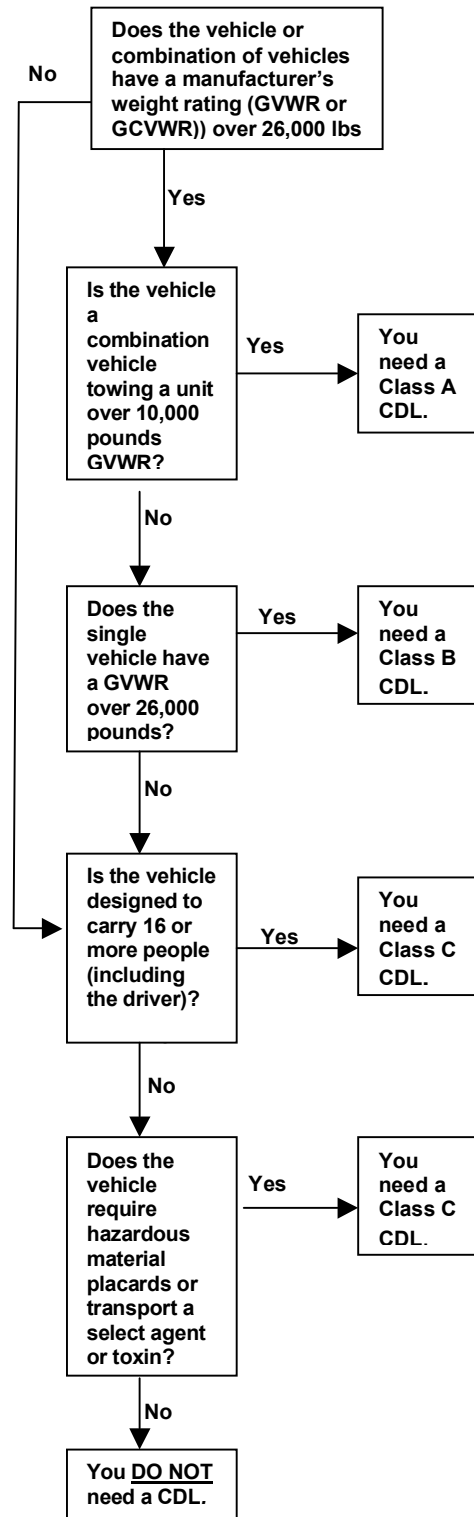 Does the vehicle or
combination of vehicles
have a manufacturer's
weight rating (GVWR or
GCVWR)) over 26,000 lbs
No
Yes
Is the vehicle
a
combination
vehicle
towing a unit
over 10,000
pounds
GVWR?
Yes
You
need a
Class A
CDL.
No
Does the
single
vehicle have
a GVWR
over 26,000
pounds?
Yes
You
need a
Class B
CDL.
No
Is the vehicle
designed to
carry 16 or
more people
(including
the driver)?
Yes
You
need a
Class C
CDL.
No
Does the
vehicle
require
hazardous
material
placards or
transport a
select agent
or toxin?
Yes
You
need a
Class C
CDL.
No
You DO NOT
need a CDL.